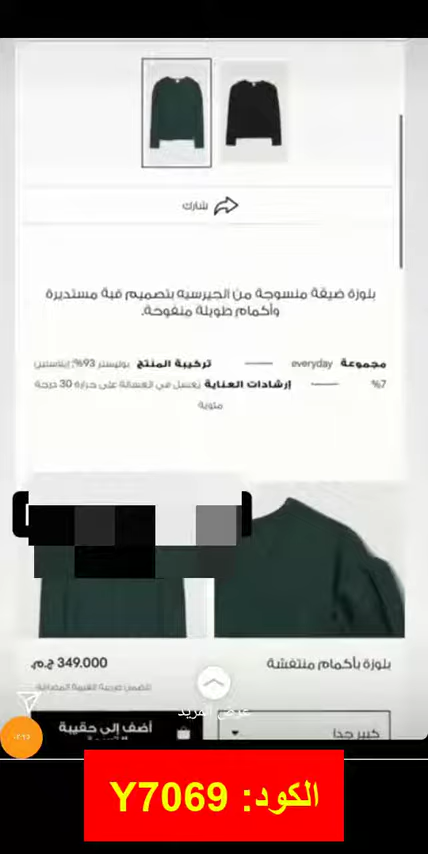 شارك
بلوزة ضيقة منسوجة من الجيرسيه بتصميم قبة مستديرة
وأكمام طويلة منفوخة.
مجموعة everyday تركيبة المنتج بوليستر 93%، إيلاستين
7% إرشادات العناية يُغسل في الغسالة على حرارة 30 درجة
مئوية
بلوزة بأكمام منتفشة 349.000 ج.م.
عرض المزيد
كبير جدا أضف إلى حقيبة
الكود: Y7069